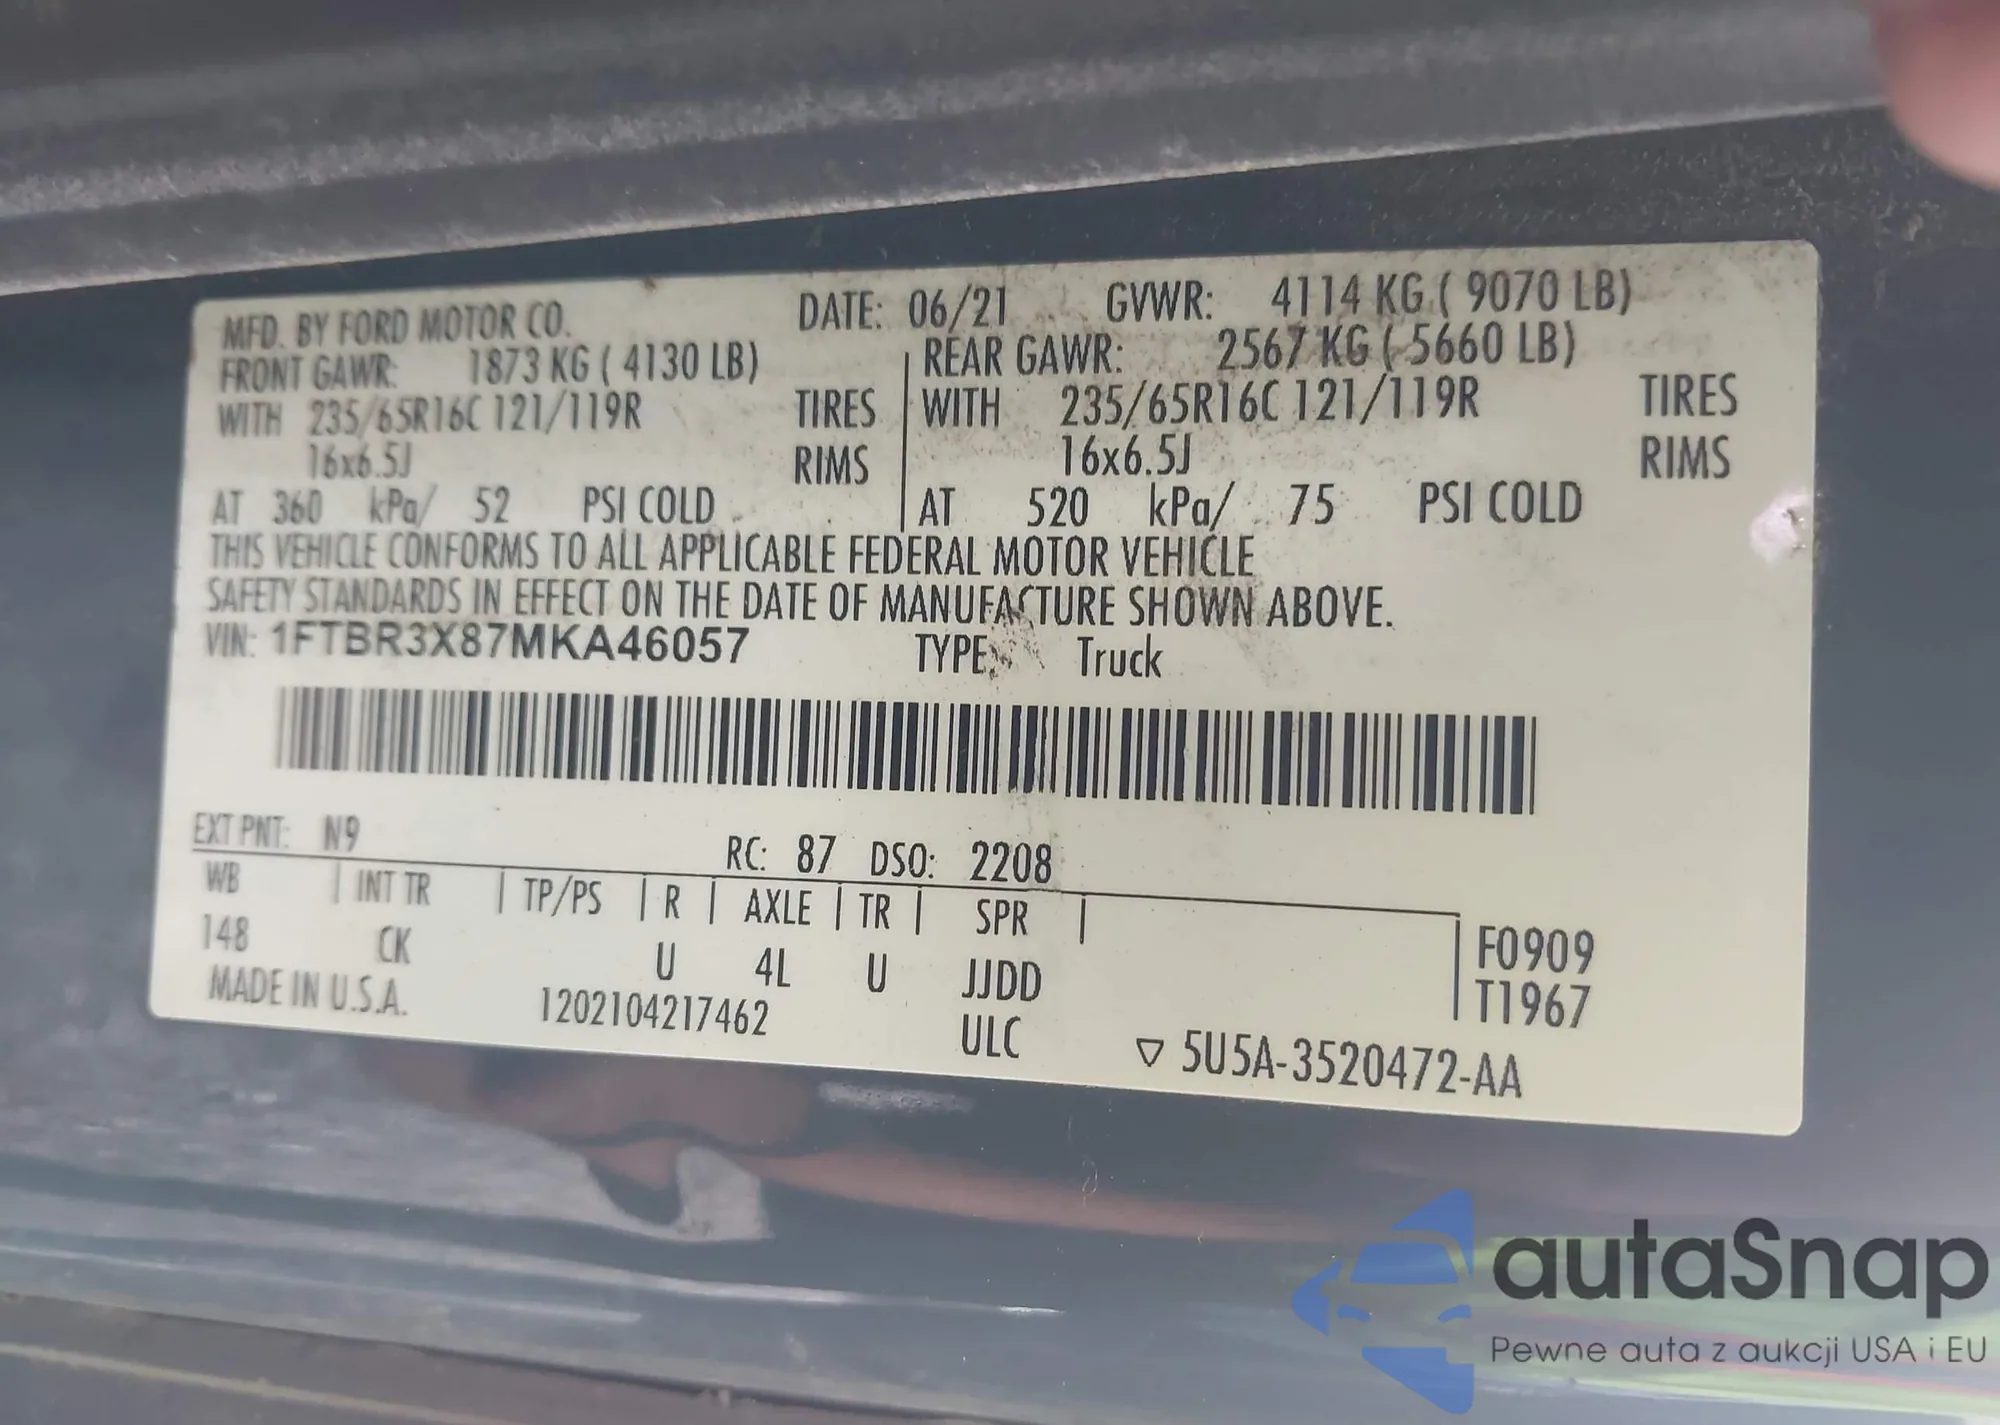 MFD. BY FORD MOTOR CO. DATE: 06/21 GVWR: 4114 KG ( 9070 LB)
FRONT GAWR: 1873 KG ( 4130 LB) REAR GAWR: 2567 KG ( 5660 LB)
WITH 235/65R16C 121/119R TIRES WITH 235/65R16C 121/119R TIRES
16x6.5J RIMS 16x6.5J RIMS
AT 360 kPa/ 52 PSI COLD AT 520 kPa/ 75 PSI COLD
THIS VEHICLE CONFORMS TO ALL APPLICABLE FEDERAL MOTOR VEHICLE
SAFETY STANDARDS IN EFFECT ON THE DATE OF MANUFACTURE SHOWN ABOVE.
VIN: 1FTBR3X87MKA46057 TYPE: Truck
EXT PNT: N9 RC: 87 DSO: 2208
WB | INT TR | TP/PS | R | AXLE | TR | SPR |
148 CK U 4L U JJDD
F0909
T1967
MADE IN U.S.A. 1202104217462 ULC
▽ 5U5A-3520472-AA
autaSnap
Pewne auta z aukcji USA i EU